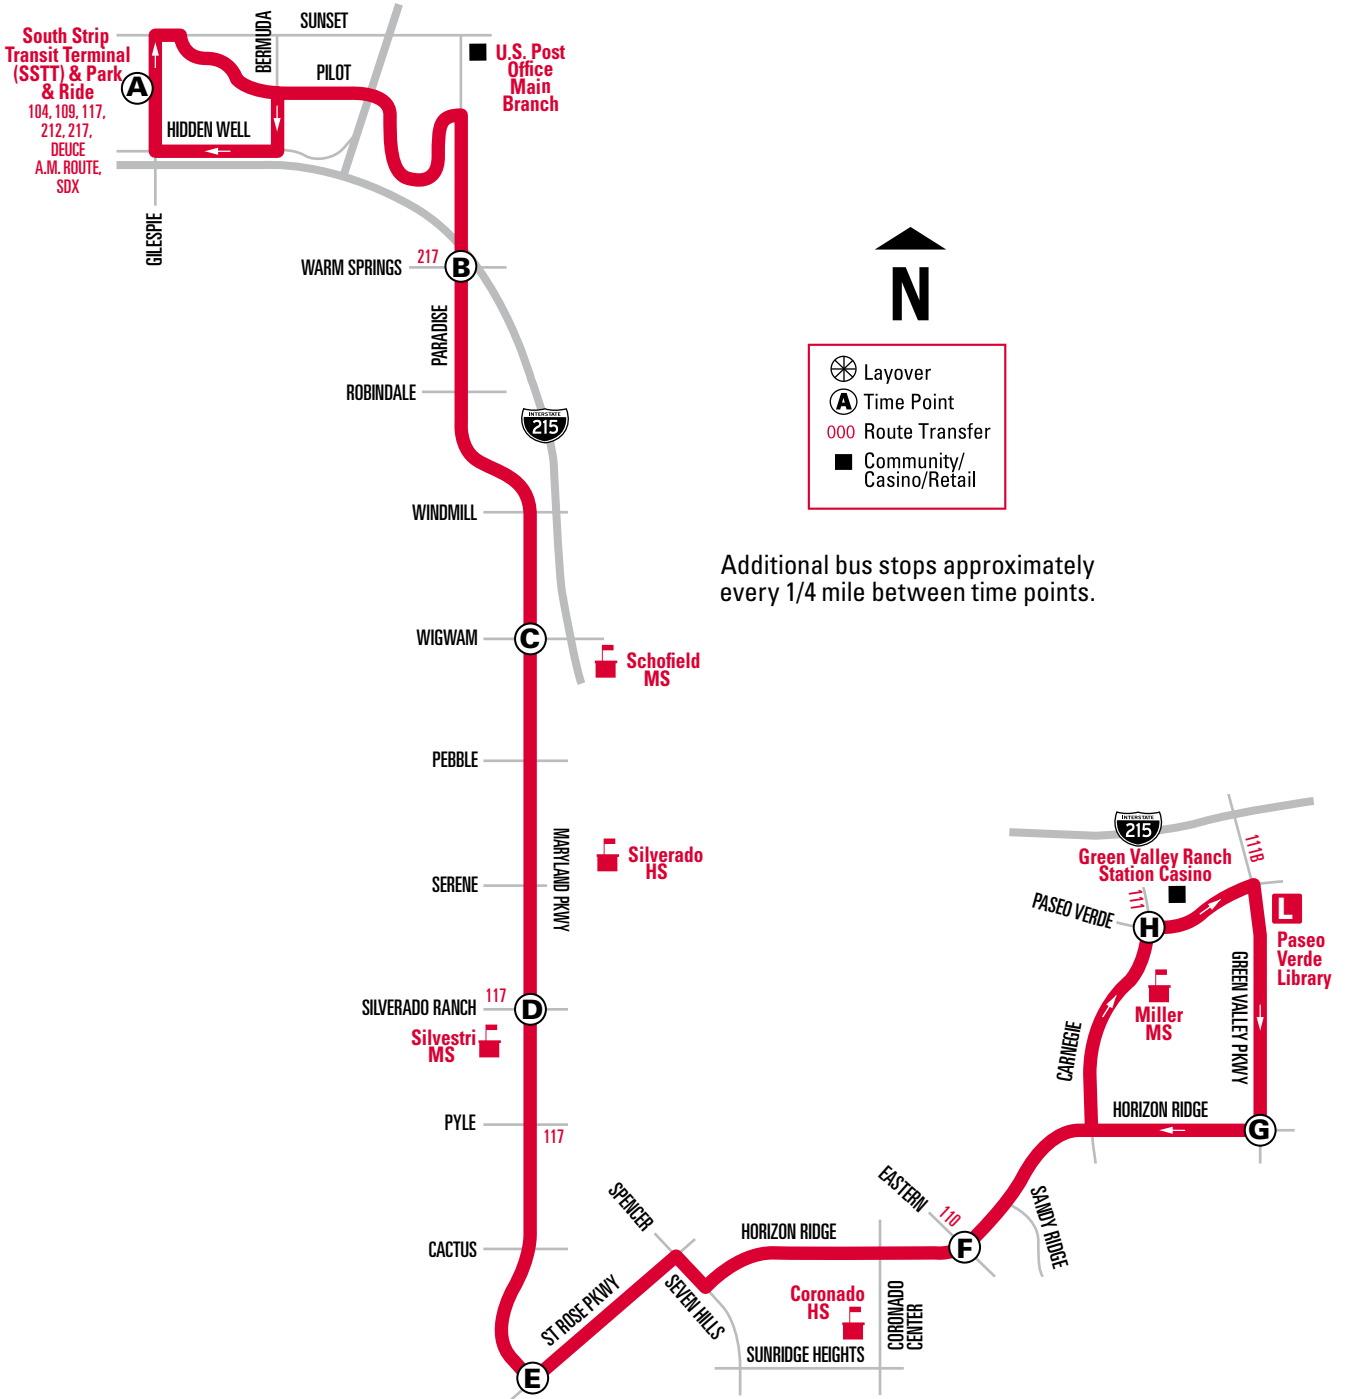 South Strip
Transit Terminal
(SSTT) & Park
& Ride
104, 109, 117,
212, 217,
DEUCE
A.M. ROUTE,
SDX
A
SUNSET
BERMUDA
PILOT
HIDDEN WELL
GILESPIE
U.S. Post
Office
Main
Branch
WARM SPRINGS
217
B
PARADISE
ROBINDALE
INTERSTATE
215
WINDMILL
WIGWAM
C
Schofield
MS
PEBBLE
MARYLAND PKWY
Silverado
HS
SERENE
SILVERADO RANCH
117
D
Silvestri
MS
PYLE
117
CACTUS
E
ST ROSE PKWY
SPENCER
SEVEN HILLS
HORIZON RIDGE
Coronado
HS
CORONADO
CENTER
SUNRIDGE HEIGHTS
EASTERN
110
F
SANDY RIDGE
N
Layover
A Time Point
000 Route Transfer
Community/
Casino/Retail
Additional bus stops approximately
every 1/4 mile between time points.
INTERSTATE
215
111B
Green Valley Ranch
Station Casino
111
PASEO VERDE
H
L
Paseo
Verde
Library
Miller
MS
CARNEGIE
GREEN VALLEY PKWY
HORIZON RIDGE
G